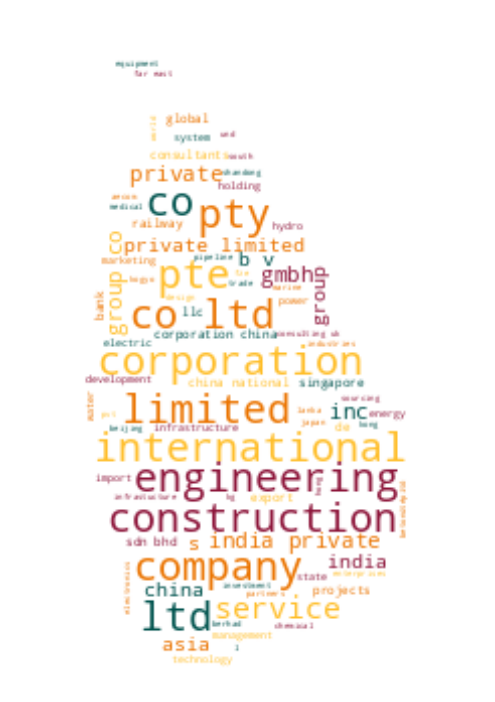 equipment
far east
world
global
system
and
consultants
south
private
shandong
holding
medical
co
pty
railway
hydro
group co
private limited
marketing
pipeline
b v
pte
gmbh
trade
marine
design
bank
power
group
co ltd
llc
corporation china
consulting
electric
industries
corporation
development
china national
singapore
water
sourcing
limited
lanka
inc
energy
japan
de
beijing
infrastructure
hong
international
import
engineering
infrastucture
export
construction
sdn bhd
s
india private
company
india
state
enterprises
electronics
china
investment
partners
projects
ltd
service
berhad
chemical
management
asia
technology